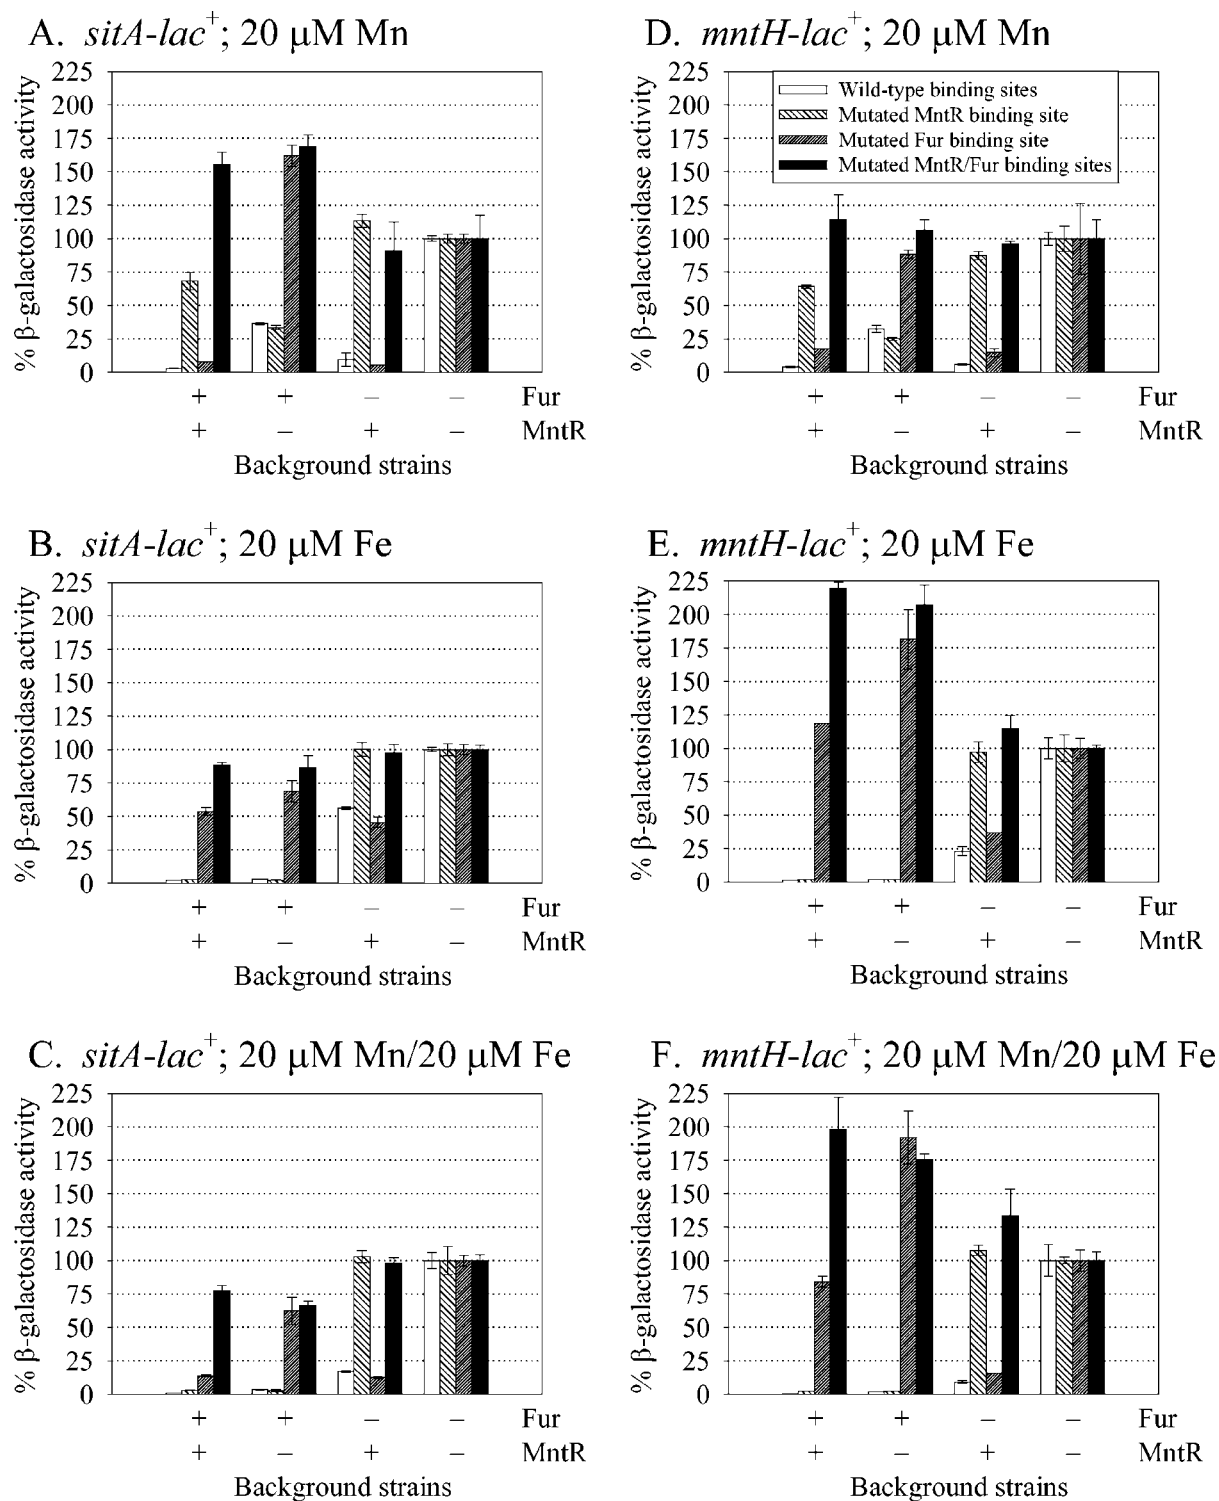 A. sitA-lac⁺; 20 μM Mn
% β-galactosidase activity
225
200
175
150
125
100
75
50
25
0
+ + – – Fur
+ – + – MntR
Background strains
D. mntH-lac⁺; 20 μM Mn
% β-galactosidase activity
225
200
175
150
125
100
75
50
25
0
Wild-type binding sites
Mutated MntR binding site
Mutated Fur binding site
Mutated MntR/Fur binding sites
+ + – – Fur
+ – + – MntR
Background strains
B. sitA-lac⁺; 20 μM Fe
% β-galactosidase activity
225
200
175
150
125
100
75
50
25
0
+ + – – Fur
+ – + – MntR
Background strains
E. mntH-lac⁺; 20 μM Fe
% β-galactosidase activity
225
200
175
150
125
100
75
50
25
0
+ + – – Fur
+ – + – MntR
Background strains
C. sitA-lac⁺; 20 μM Mn/20 μM Fe
% β-galactosidase activity
225
200
175
150
125
100
75
50
25
0
+ + – – Fur
+ – + – MntR
Background strains
F. mntH-lac⁺; 20 μM Mn/20 μM Fe
% β-galactosidase activity
225
200
175
150
125
100
75
50
25
0
+ + – – Fur
+ – + – MntR
Background strains